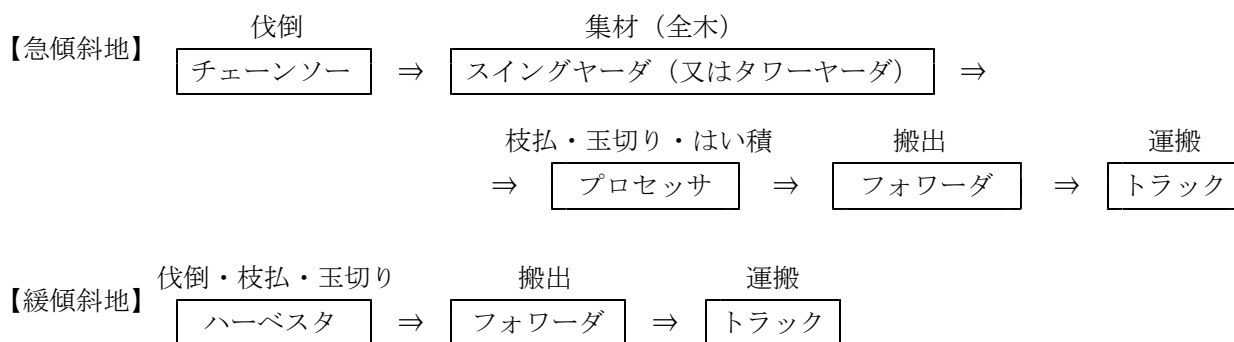 伐倒 集材（全木）
【急傾斜地】 チェーンソー ⇒ スイングヤーダ（又はタワーヤーダ） ⇒
枝払・玉切り・はい積 搬出 運搬
⇒ プロセッサ ⇒ フォワーダ ⇒ トラック
伐倒・枝払・玉切り 搬出 運搬
【緩傾斜地】 ハーベスタ ⇒ フォワーダ ⇒ トラック